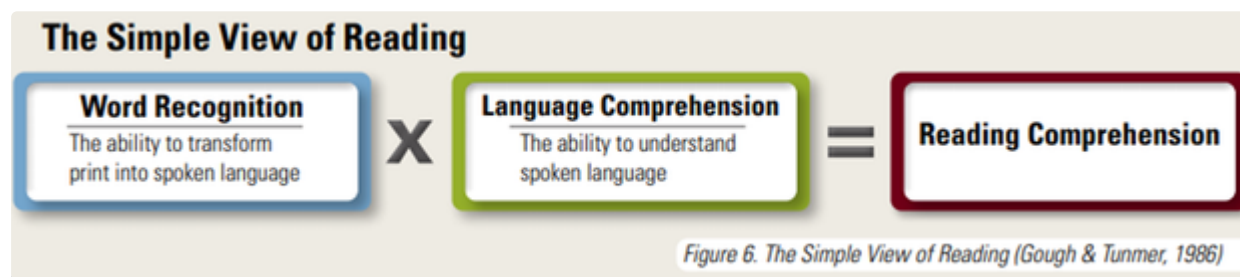 The Simple View of Reading
Word Recognition
The ability to transform
print into spoken language
X
Language Comprehension
The ability to understand
spoken language
=
Reading Comprehension
Figure 6. The Simple View of Reading (Gough & Tunmer, 1986)